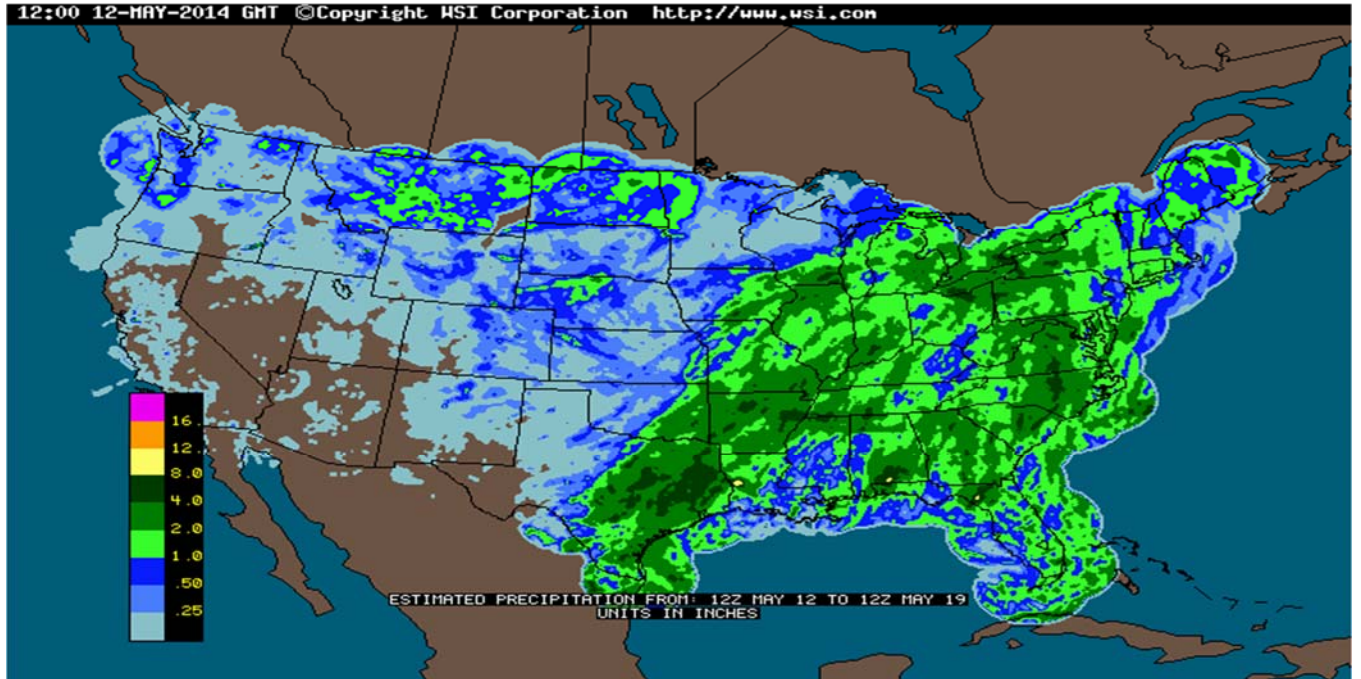 12:00 12-MAY-2014 GMT ©Copyright WSI Corporation http://www.wsi.com
16.
12.
8.0
4.0
2.0
1.0
.50
.25
ESTIMATED PRECIPITATION FROM: 12Z MAY 12 TO 12Z MAY 19
UNITS IN INCHES